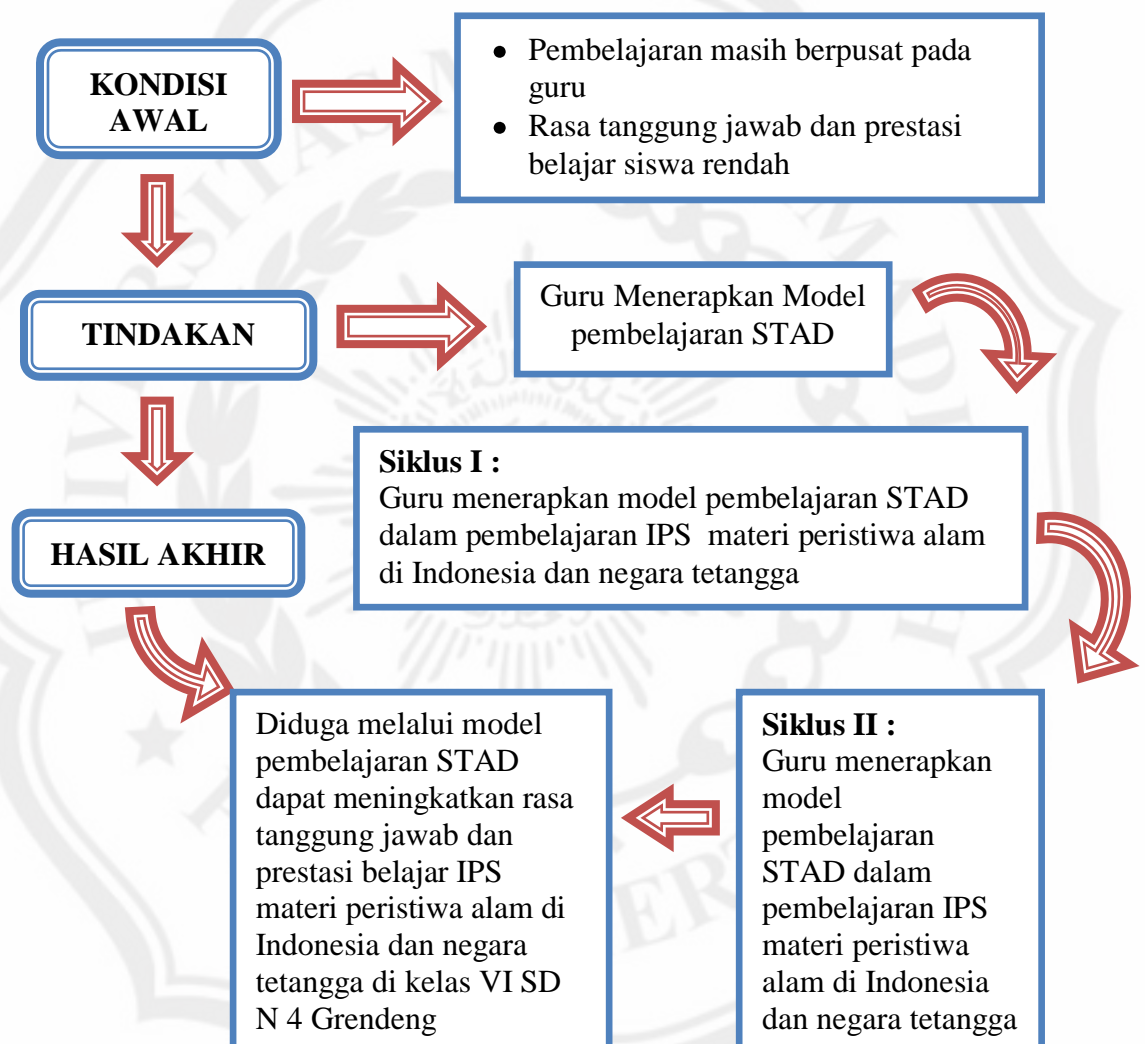 KONDISI
AWAL
• Pembelajaran masih berpusat pada
guru
• Rasa tanggung jawab dan prestasi
belajar siswa rendah
TINDAKAN
Guru Menerapkan Model
pembelajaran STAD
Siklus I :
Guru menerapkan model pembelajaran STAD
dalam pembelajaran IPS materi peristiwa alam
di Indonesia dan negara tetangga
HASIL AKHIR
Diduga melalui model
pembelajaran STAD
dapat meningkatkan rasa
tanggung jawab dan
prestasi belajar IPS
materi peristiwa alam di
Indonesia dan negara
tetangga di kelas VI SD
N 4 Grendeng
Siklus II :
Guru menerapkan
model
pembelajaran
STAD dalam
pembelajaran IPS
materi peristiwa
alam di Indonesia
dan negara tetangga